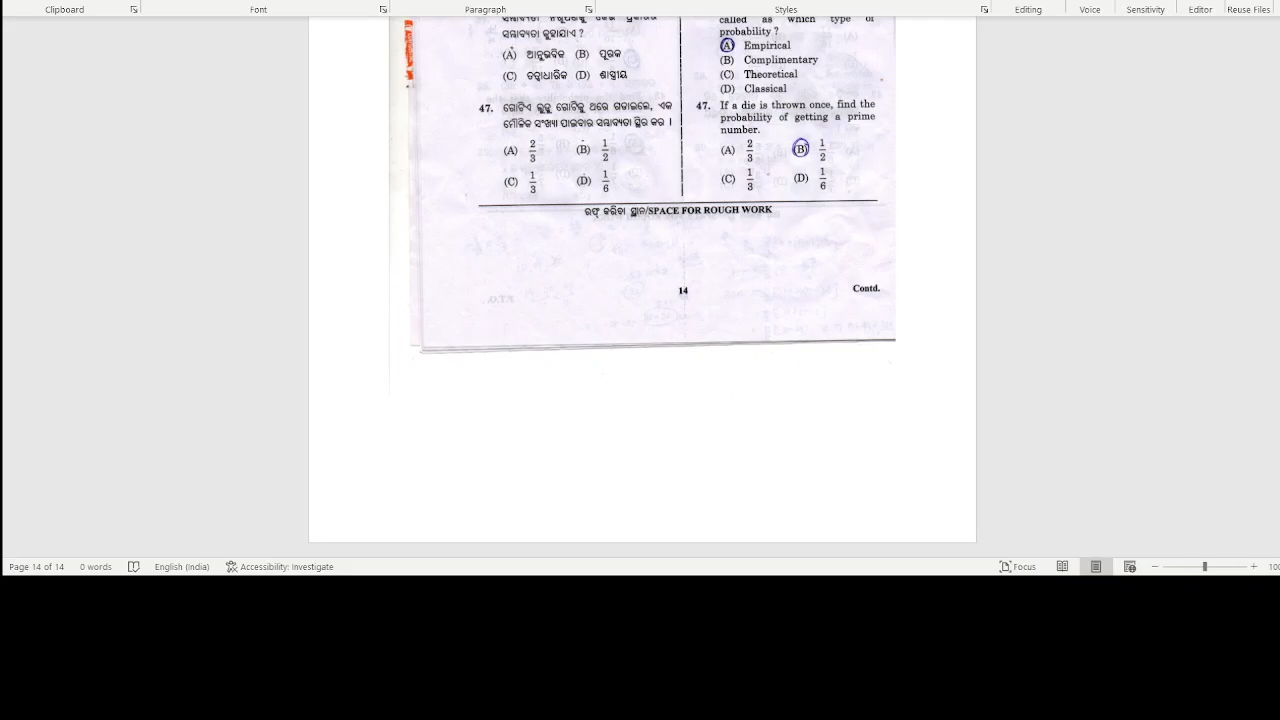 Clipboard
Font
Paragraph
Styles
Editing
Voice
Sensitivity
Editor
Reuse Files
ସମ୍ଭାବ୍ୟତା କୁହାଯାଏ ?
(A) ଆନୁଭବିକ (B) ପୂରକ
(C) ତତ୍ତ୍ୱାଧାରିକ (D) ଶାସ୍ତ୍ରୀୟ
47. ଗୋଟିଏ ଲୁଡୁ ଗୋଟିକୁ ଥରେ ଗଡାଇଲେ, ଏକ
ମୌଳିକ ସଂଖ୍ୟା ପାଇବାର ସମ୍ଭାବ୍ୟତା ସ୍ଥିର କର ।
(A) 2/3 (B) 1/2
(C) 1/3 (D) 1/6
called as which type of
probability ?
(A) Empirical
(B) Complimentary
(C) Theoretical
(D) Classical
47. If a die is thrown once, find the
probability of getting a prime
number.
(A) 2/3 (B) 1/2
(C) 1/3 (D) 1/6
ରଫ୍ କରିବା ସ୍ଥାନ/SPACE FOR ROUGH WORK
14
Contd.
P.T.O.
Page 14 of 14
0 words
English (India)
Accessibility: Investigate
Focus
100